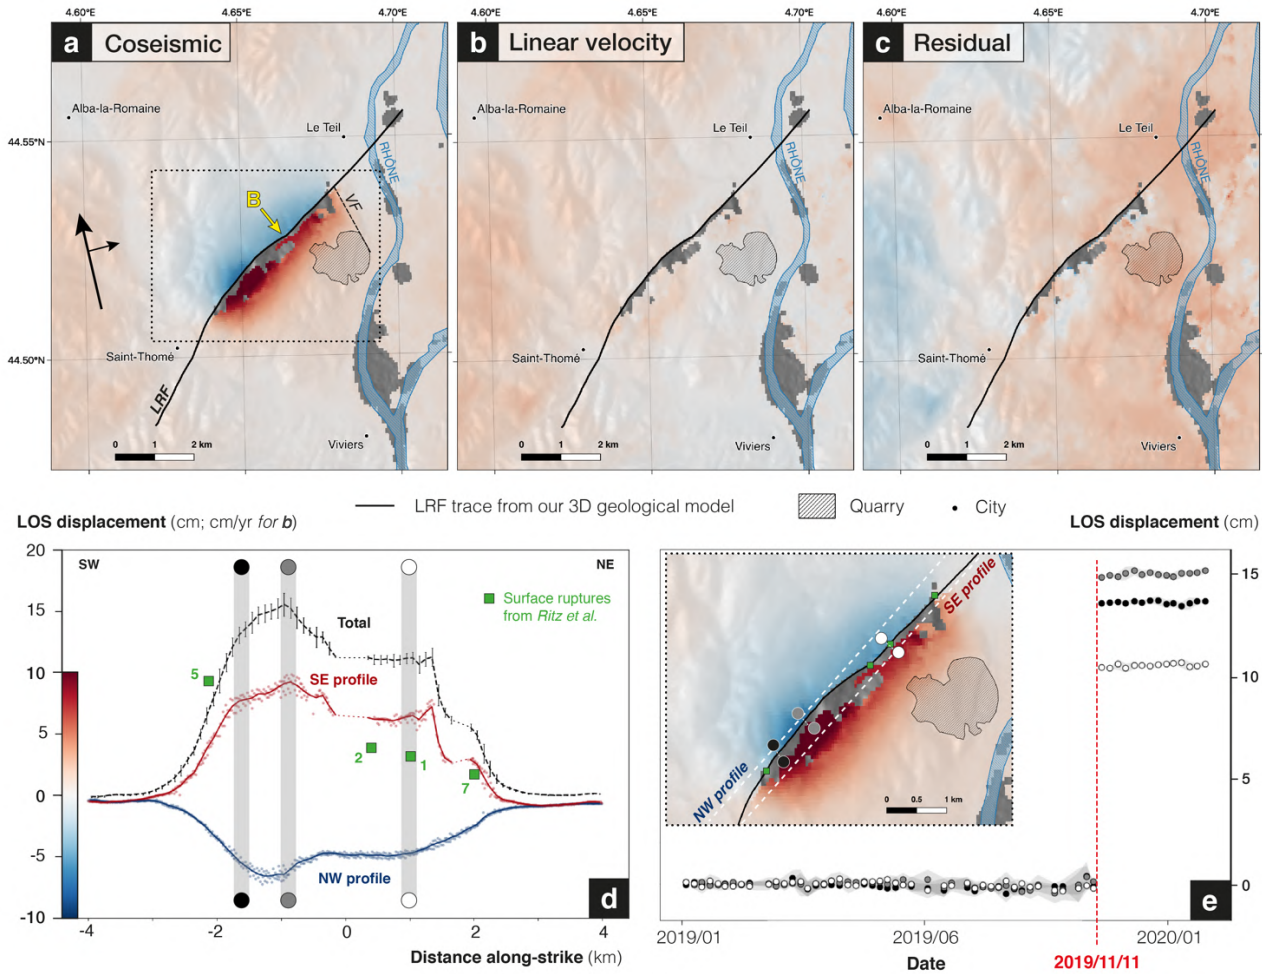 4.60°E 4.65°E 4.70°E
4.60°E 4.65°E 4.70°E
4.60°E 4.65°E 4.70°E
a Coseismic
b Linear velocity
c Residual
44.55°N
44.50°N
Alba-la-Romaine
Le Teil
RHÔNE
B
VF
Saint-Thomé
LRF
Viviers
0 1 2 km
Alba-la-Romaine
Le Teil
RHÔNE
Saint-Thomé
Viviers
0 1 2 km
Alba-la-Romaine
Le Teil
RHÔNE
Saint-Thomé
Viviers
0 1 2 km
LRF trace from our 3D geological model
Quarry
City
LOS displacement (cm; cm/yr for b)
20
15
10
5
0
-5
-10
SW
NE
Surface ruptures
from Ritz et al.
Total
5
SE profile
2
1
7
NW profile
d
-4 -2 0 2 4
Distance along-strike (km)
LOS displacement (cm)
SE profile
NW profile
0 0.5 1 km
15
10
5
0
e
2019/01 2019/06 2020/01
2019/11/11
Date